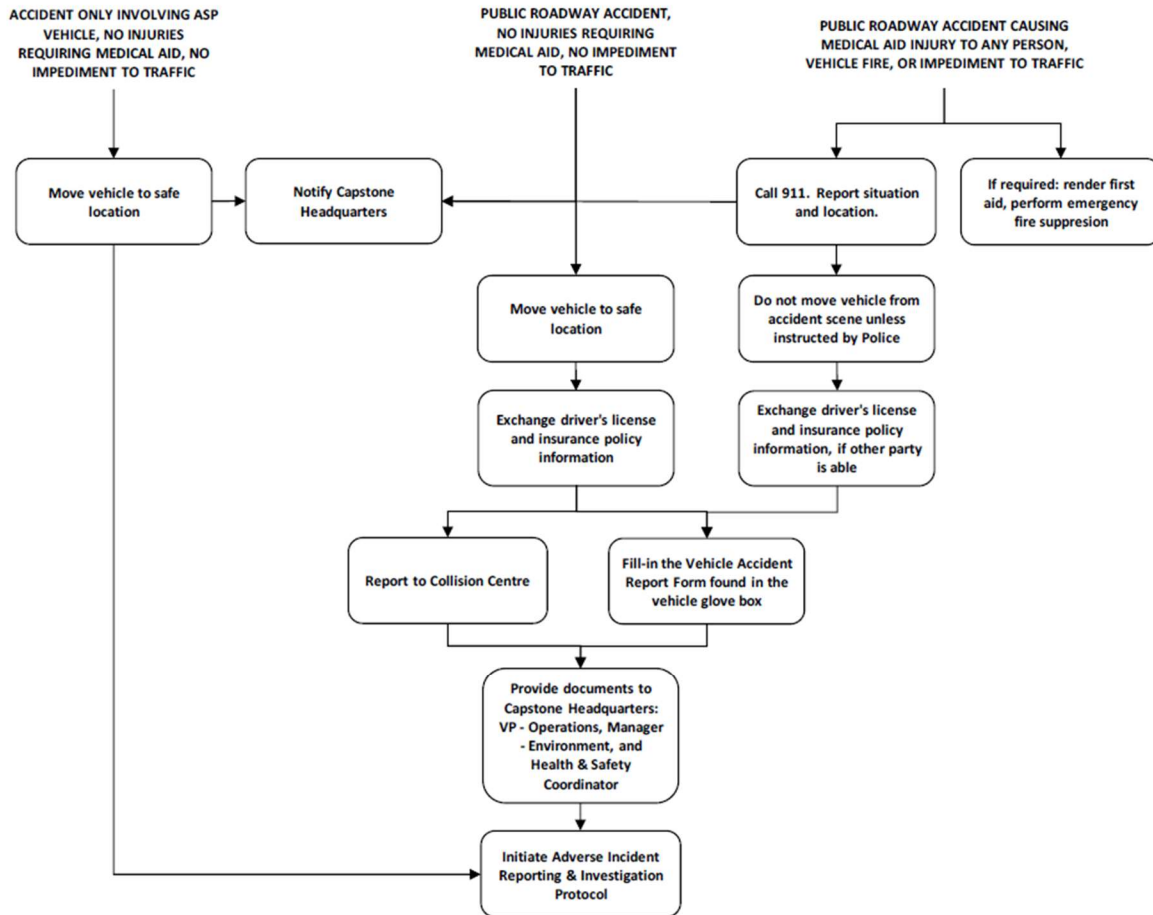 ACCIDENT ONLY INVOLVING ASP
VEHICLE, NO INJURIES
REQUIRING MEDICAL AID, NO
IMPEDIMENT TO TRAFFIC
PUBLIC ROADWAY ACCIDENT,
NO INJURIES REQUIRING
MEDICAL AID, NO IMPEDIMENT
TO TRAFFIC
PUBLIC ROADWAY ACCIDENT CAUSING
MEDICAL AID INJURY TO ANY PERSON,
VEHICLE FIRE, OR IMPEDIMENT TO TRAFFIC
Move vehicle to safe
location
Notify Capstone
Headquarters
Call 911. Report situation
and location.
If required: render first
aid, perform emergency
fire suppresion
Move vehicle to safe
location
Do not move vehicle from
accident scene unless
instructed by Police
Exchange driver's license
and insurance policy
information
Exchange driver's license
and insurance policy
information, if other party
is able
Report to Collision Centre
Fill-in the Vehicle Accident
Report Form found in the
vehicle glove box
Provide documents to
Capstone Headquarters:
VP - Operations, Manager
- Environment, and
Health & Safety
Coordinator
Initiate Adverse Incident
Reporting & Investigation
Protocol